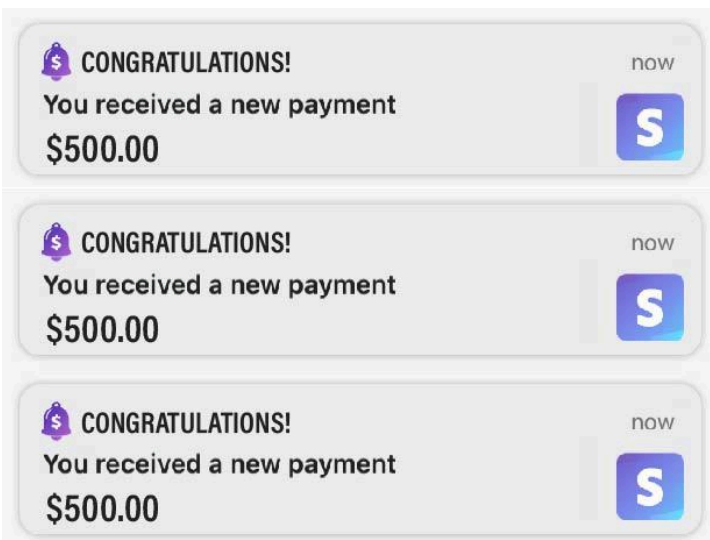 CONGRATULATIONS! now
You received a new payment
$500.00 S
CONGRATULATIONS! now
You received a new payment
$500.00 S
CONGRATULATIONS! now
You received a new payment
$500.00 S